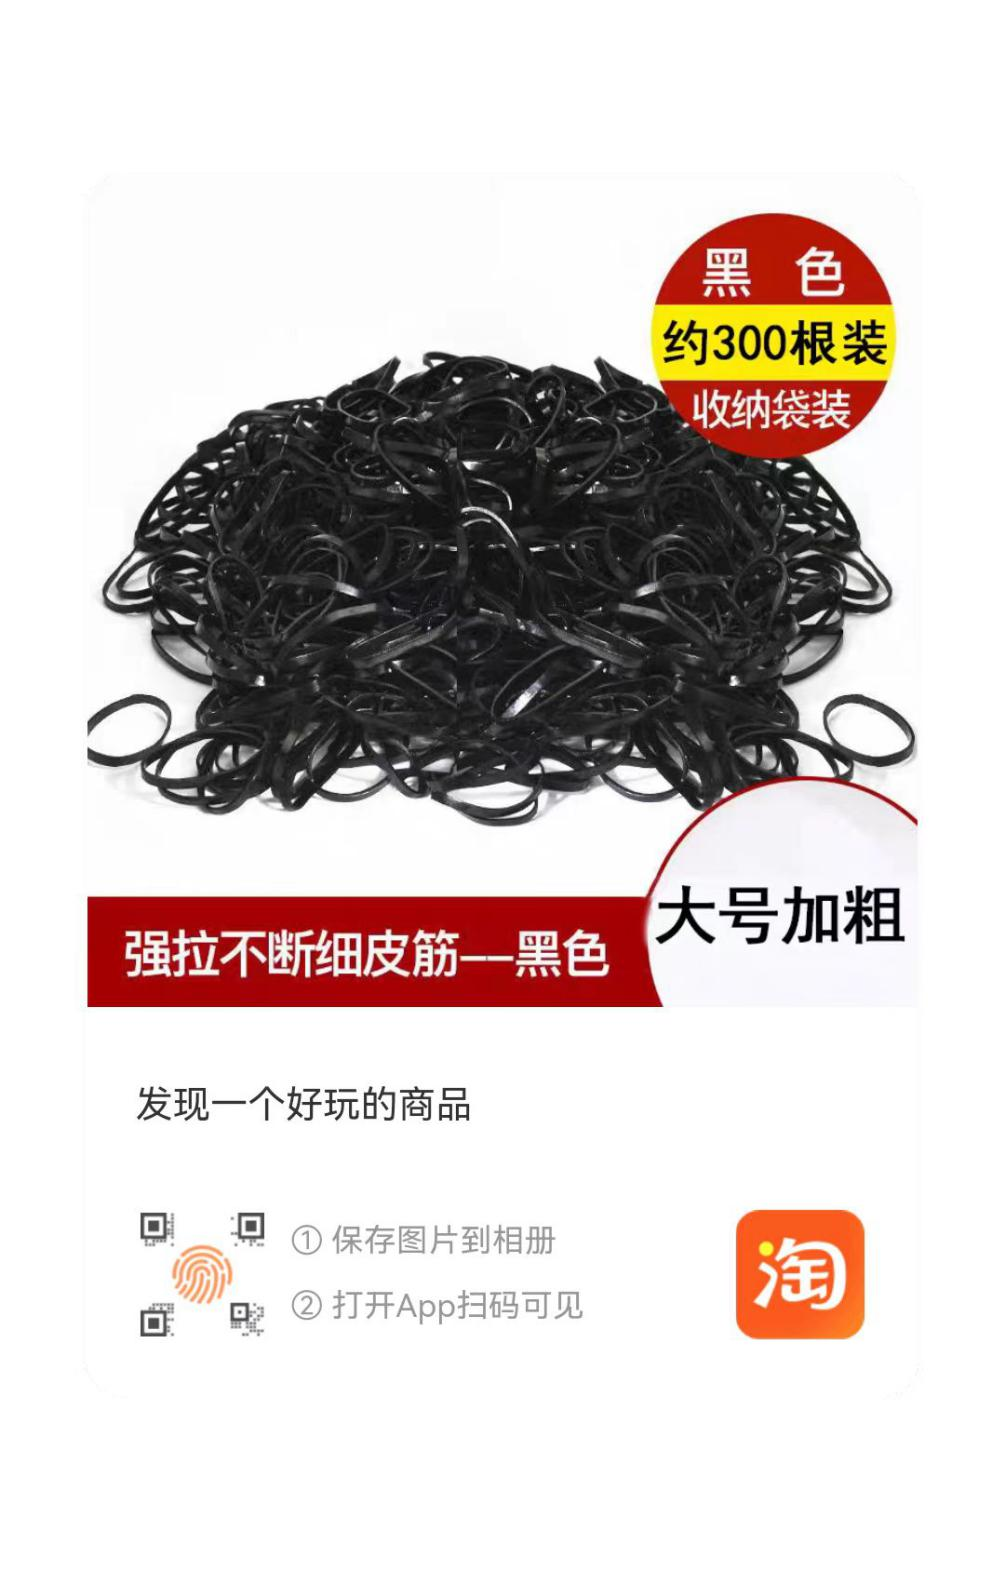 黑 色
约300根装
收纳袋装
大号加粗
强拉不断细皮筋——黑色
发现一个好玩的商品
① 保存图片到相册
② 打开App扫码可见
淘